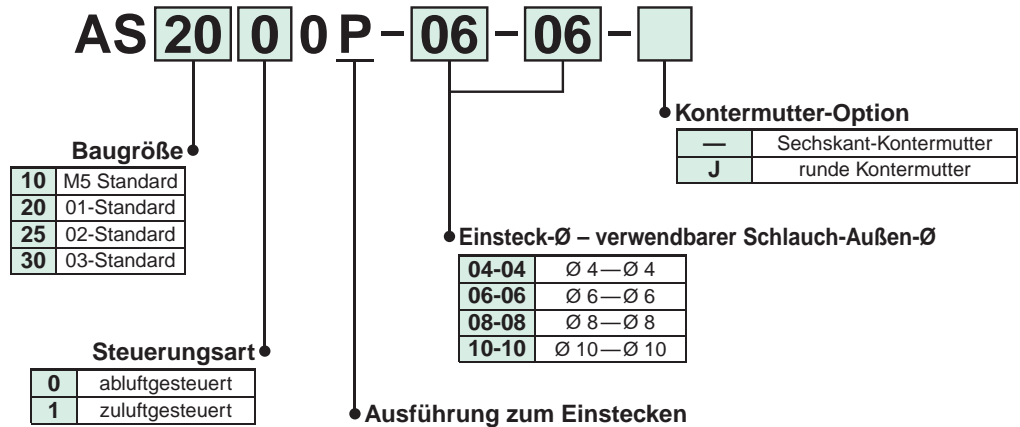 AS 20 0 0 P – 06 – 06 –
Kontermutter-Option
— Sechskant-Kontermutter
J runde Kontermutter
Baugröße
10 M5 Standard
20 01-Standard
25 02-Standard
30 03-Standard
Einsteck-Ø – verwendbarer Schlauch-Außen-Ø
04-04 Ø 4—Ø 4
06-06 Ø 6—Ø 6
08-08 Ø 8—Ø 8
10-10 Ø 10—Ø 10
Steuerungsart
0 abluftgesteuert
1 zuluftgesteuert
Ausführung zum Einstecken